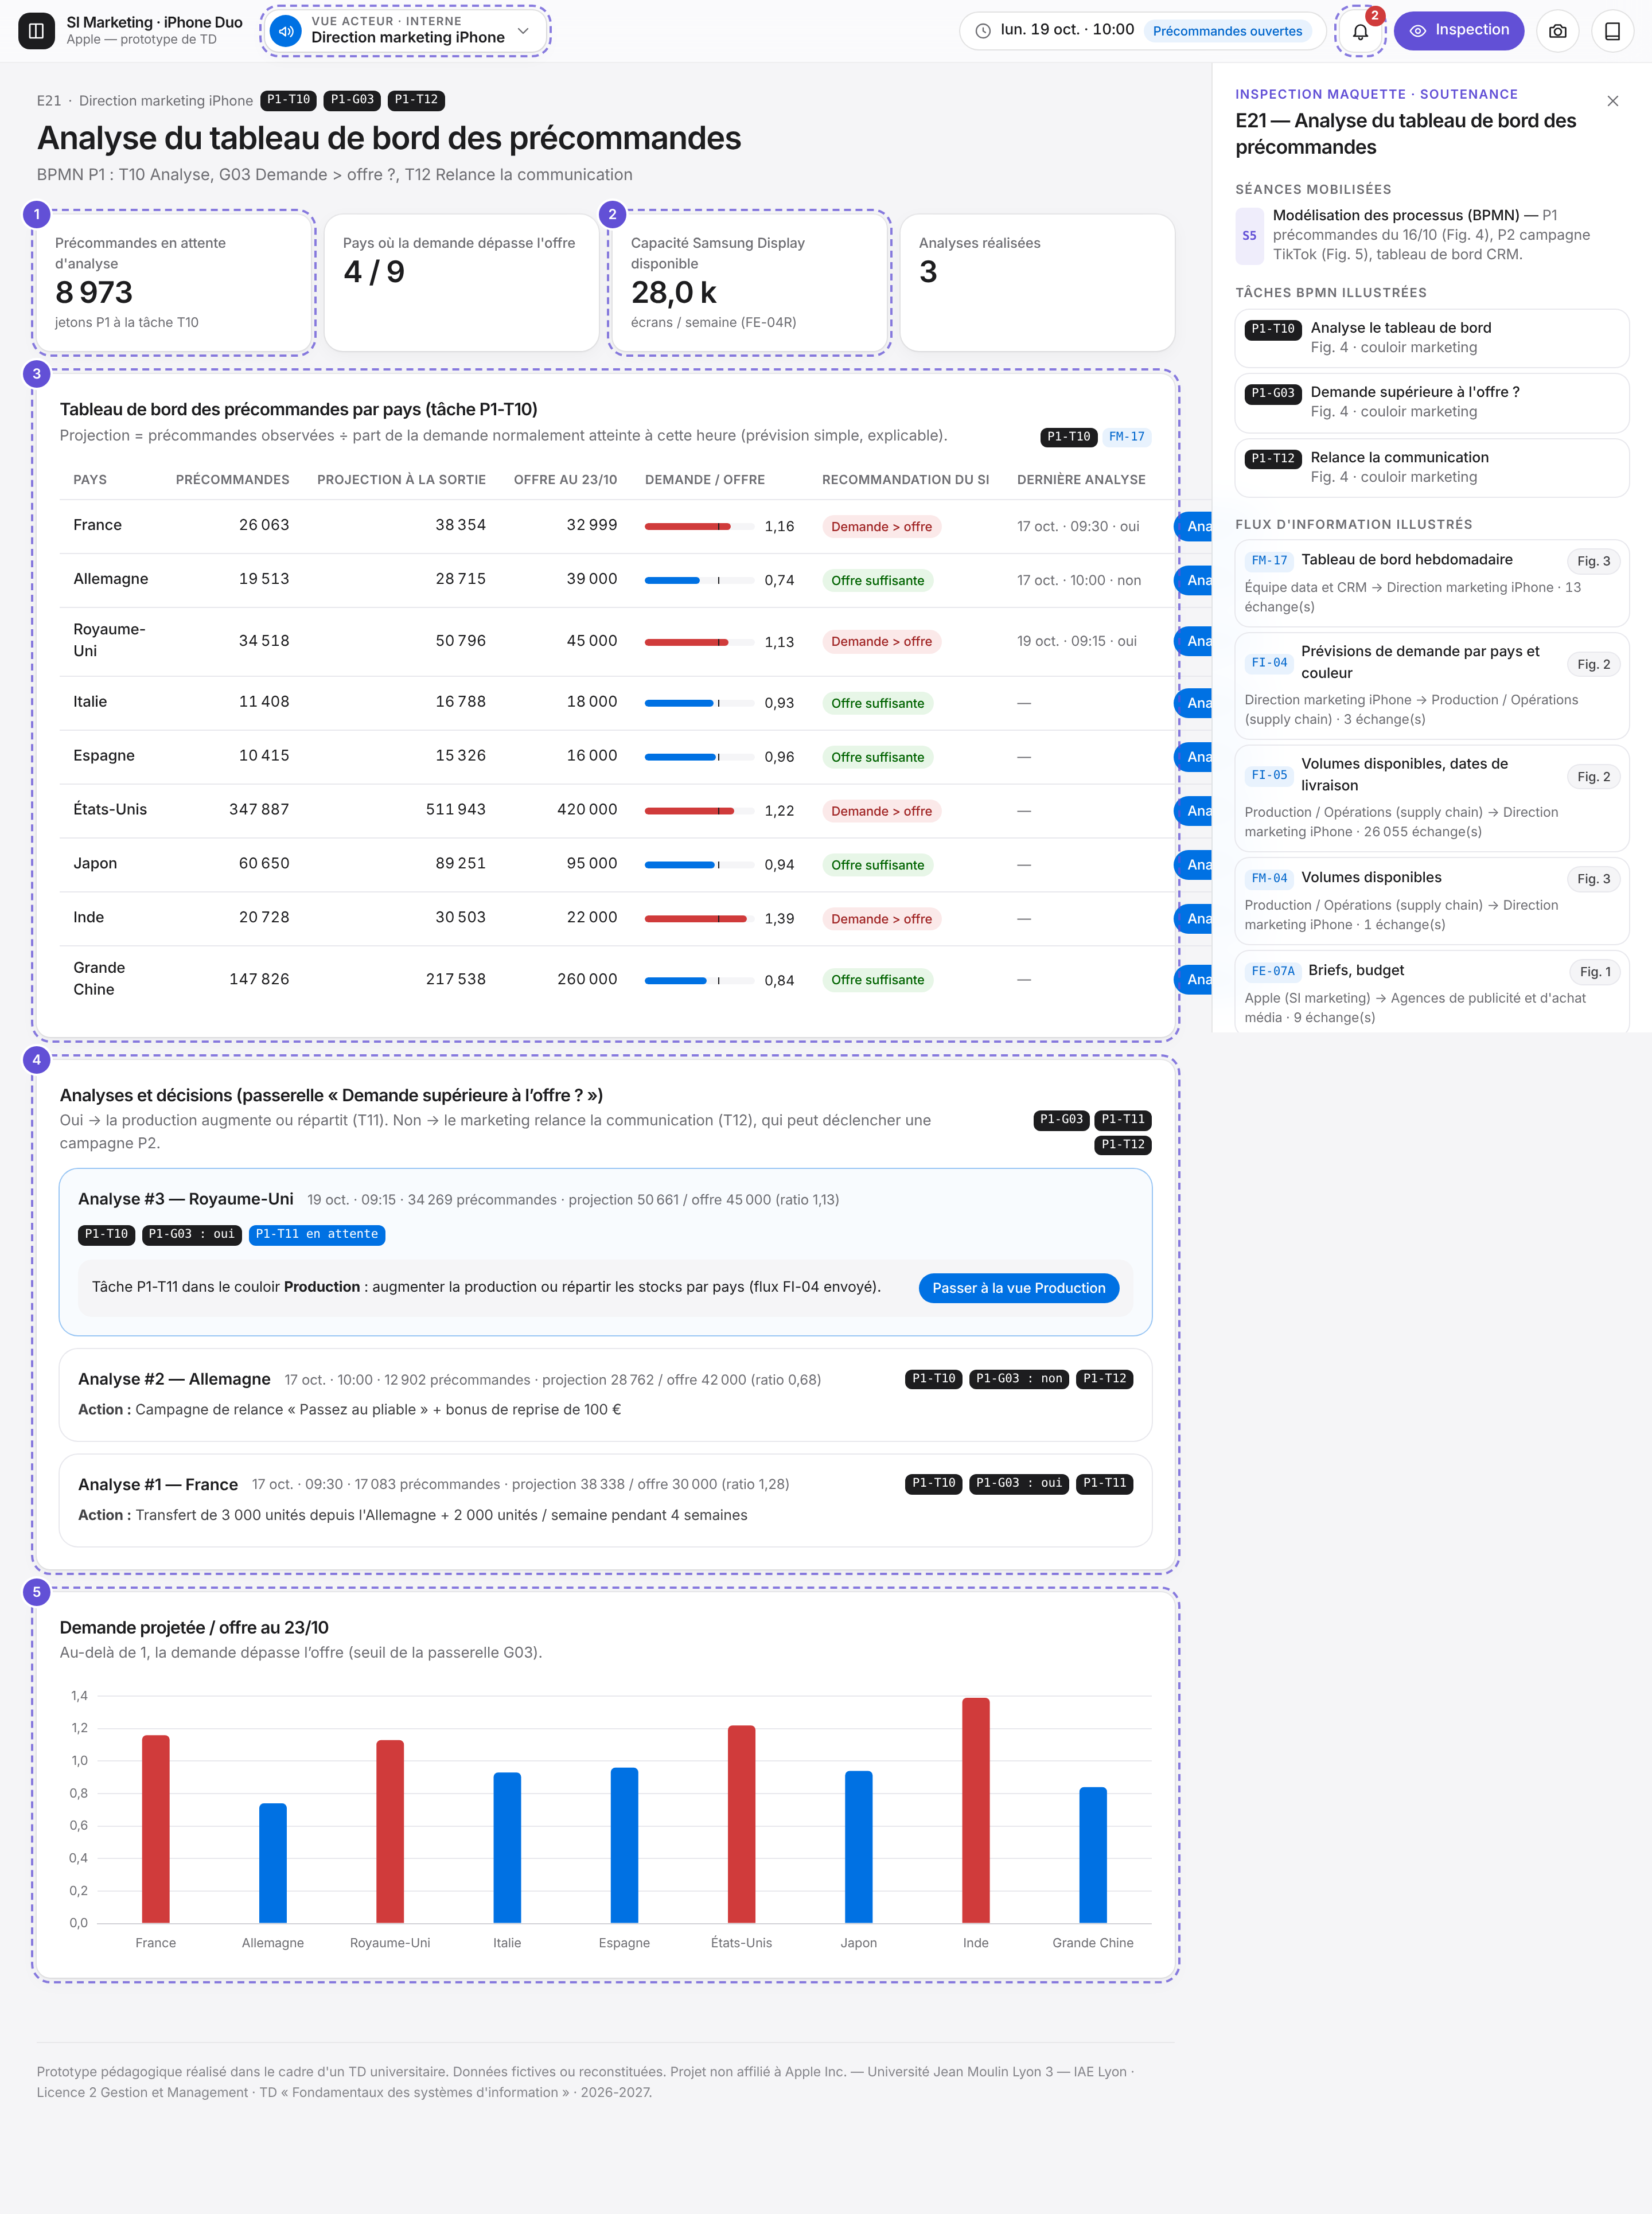 SI Marketing · iPhone Duo
Apple — prototype de TD
VUE ACTEUR · INTERNE
Direction marketing iPhone
lun. 19 oct. · 10:00 Précommandes ouvertes
2
Inspection
E21 · Direction marketing iPhone P1-T10 P1-G03 P1-T12
Analyse du tableau de bord des précommandes
BPMN P1 : T10 Analyse, G03 Demande > offre ?, T12 Relance la communication
1
Précommandes en attente
d'analyse
8 973
jetons P1 à la tâche T10
Pays où la demande dépasse l'offre
4 / 9
2
Capacité Samsung Display
disponible
28,0 k
écrans / semaine (FE-04R)
Analyses réalisées
3
3
Tableau de bord des précommandes par pays (tâche P1-T10)
Projection = précommandes observées ÷ part de la demande normalement atteinte à cette heure (prévision simple, explicable). P1-T10 FM-17
PAYS PRÉCOMMANDES PROJECTION À LA SORTIE OFFRE AU 23/10 DEMANDE / OFFRE RECOMMANDATION DU SI DERNIÈRE ANALYSE
France 26 063 38 354 32 999 1,16 Demande > offre 17 oct. · 09:30 · oui Ana
Allemagne 19 513 28 715 39 000 0,74 Offre suffisante 17 oct. · 10:00 · non Ana
Royaume-
Uni 34 518 50 796 45 000 1,13 Demande > offre 19 oct. · 09:15 · oui Ana
Italie 11 408 16 788 18 000 0,93 Offre suffisante — Ana
Espagne 10 415 15 326 16 000 0,96 Offre suffisante — Ana
États-Unis 347 887 511 943 420 000 1,22 Demande > offre — Ana
Japon 60 650 89 251 95 000 0,94 Offre suffisante — Ana
Inde 20 728 30 503 22 000 1,39 Demande > offre — Ana
Grande
Chine 147 826 217 538 260 000 0,84 Offre suffisante — Ana
4
Analyses et décisions (passerelle « Demande supérieure à l'offre ? »)
Oui → la production augmente ou répartit (T11). Non → le marketing relance la communication (T12), qui peut déclencher une
campagne P2.
P1-G03 P1-T11
P1-T12
Analyse #3 — Royaume-Uni 19 oct. · 09:15 · 34 269 précommandes · projection 50 661 / offre 45 000 (ratio 1,13)
P1-T10 P1-G03 : oui P1-T11 en attente
Tâche P1-T11 dans le couloir Production : augmenter la production ou répartir les stocks par pays (flux FI-04 envoyé). Passer à la vue Production
Analyse #2 — Allemagne 17 oct. · 10:00 · 12 902 précommandes · projection 28 762 / offre 42 000 (ratio 0,68) P1-T10 P1-G03 : non P1-T12
Action : Campagne de relance « Passez au pliable » + bonus de reprise de 100 €
Analyse #1 — France 17 oct. · 09:30 · 17 083 précommandes · projection 38 338 / offre 30 000 (ratio 1,28) P1-T10 P1-G03 : oui P1-T11
Action : Transfert de 3 000 unités depuis l'Allemagne + 2 000 unités / semaine pendant 4 semaines
5
Demande projetée / offre au 23/10
Au-delà de 1, la demande dépasse l'offre (seuil de la passerelle G03).
1,4
1,2
1,0
0,8
0,6
0,4
0,2
0,0
France Allemagne Royaume-Uni Italie Espagne États-Unis Japon Inde Grande Chine
Prototype pédagogique réalisé dans le cadre d'un TD universitaire. Données fictives ou reconstituées. Projet non affilié à Apple Inc. — Université Jean Moulin Lyon 3 — IAE Lyon ·
Licence 2 Gestion et Management · TD « Fondamentaux des systèmes d'information » · 2026-2027.
INSPECTION MAQUETTE · SOUTENANCE
E21 — Analyse du tableau de bord des
précommandes
SÉANCES MOBILISÉES
S5
Modélisation des processus (BPMN) — P1
précommandes du 16/10 (Fig. 4), P2 campagne
TikTok (Fig. 5), tableau de bord CRM.
TÂCHES BPMN ILLUSTRÉES
P1-T10 Analyse le tableau de bord
Fig. 4 · couloir marketing
P1-G03 Demande supérieure à l'offre ?
Fig. 4 · couloir marketing
P1-T12 Relance la communication
Fig. 4 · couloir marketing
FLUX D'INFORMATION ILLUSTRÉS
FM-17 Tableau de bord hebdomadaire Fig. 3
Équipe data et CRM → Direction marketing iPhone · 13
échange(s)
FI-04 Prévisions de demande par pays et
couleur Fig. 2
Direction marketing iPhone → Production / Opérations
(supply chain) · 3 échange(s)
FI-05 Volumes disponibles, dates de
livraison Fig. 2
Production / Opérations (supply chain) → Direction
marketing iPhone · 26 055 échange(s)
FM-04 Volumes disponibles Fig. 3
Production / Opérations (supply chain) → Direction
marketing iPhone · 1 échange(s)
FE-07A Briefs, budget Fig. 1
Apple (SI marketing) → Agences de publicité et d'achat
média · 9 échange(s)